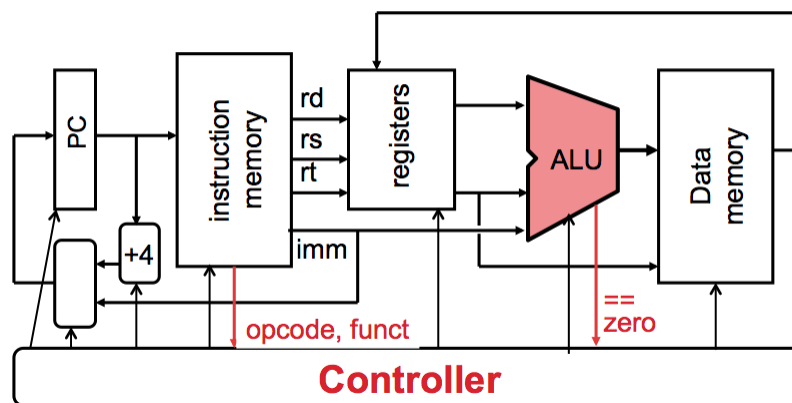 PC
+4
instruction
memory
rd
rs
rt
imm
registers
ALU
Data
memory
opcode, funct
==
zero
Controller